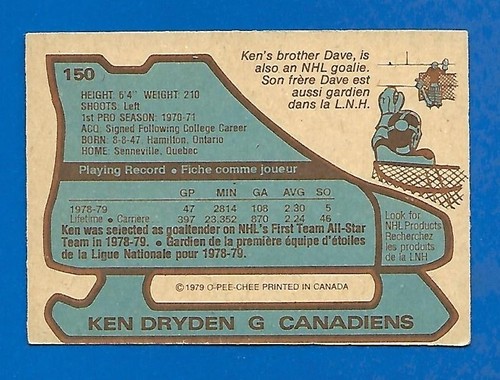 150
Ken's brother Dave, is
also an NHL goalie.
Son frère Dave est
aussi gardien
dans la L.N.H.
HEIGHT: 6'4" WEIGHT: 210
SHOOTS: Left
1st PRO SEASON: 1970-71
ACQ: Signed Following College Career
BORN: 8-8-47, Hamilton, Ontario
HOME: Senneville, Quebec
Playing Record • Fiche comme joueur
GP MIN GA AVG SO
1978-79 47 2814 108 2.30 5
Lifetime • Carriere 397 23,352 870 2.24 46
Ken was selected as goaltender on NHL's First Team All-Star
Team in 1978-79. • Gardien de la première équipe d'étoiles
de la Ligue Nationale pour 1978-79.
Look for
NHL Products
Recherchez
les produits
de la LNH
© 1979 O-PEE-CHEE PRINTED IN CANADA
KEN DRYDEN G CANADIENS